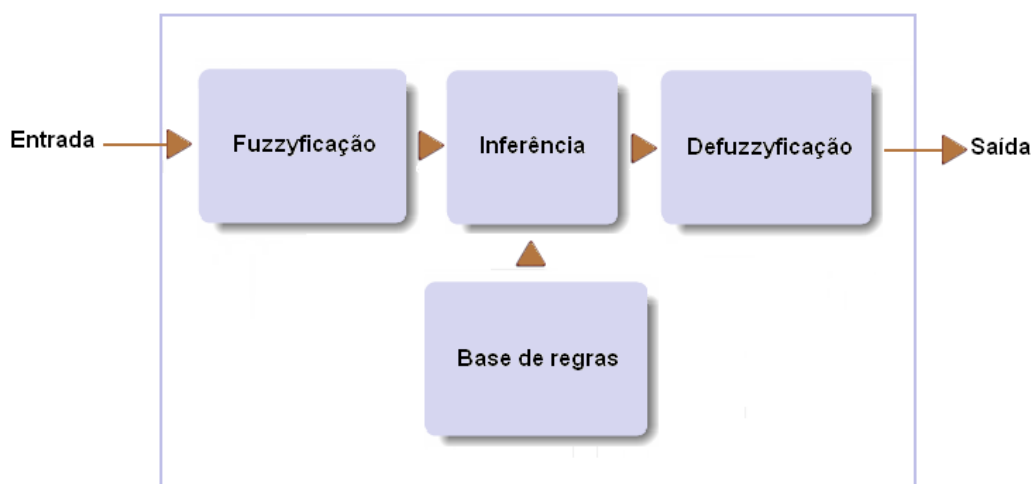 Entrada
Fuzzyficação
Inferência
Defuzzyficação
Saída
Base de regras